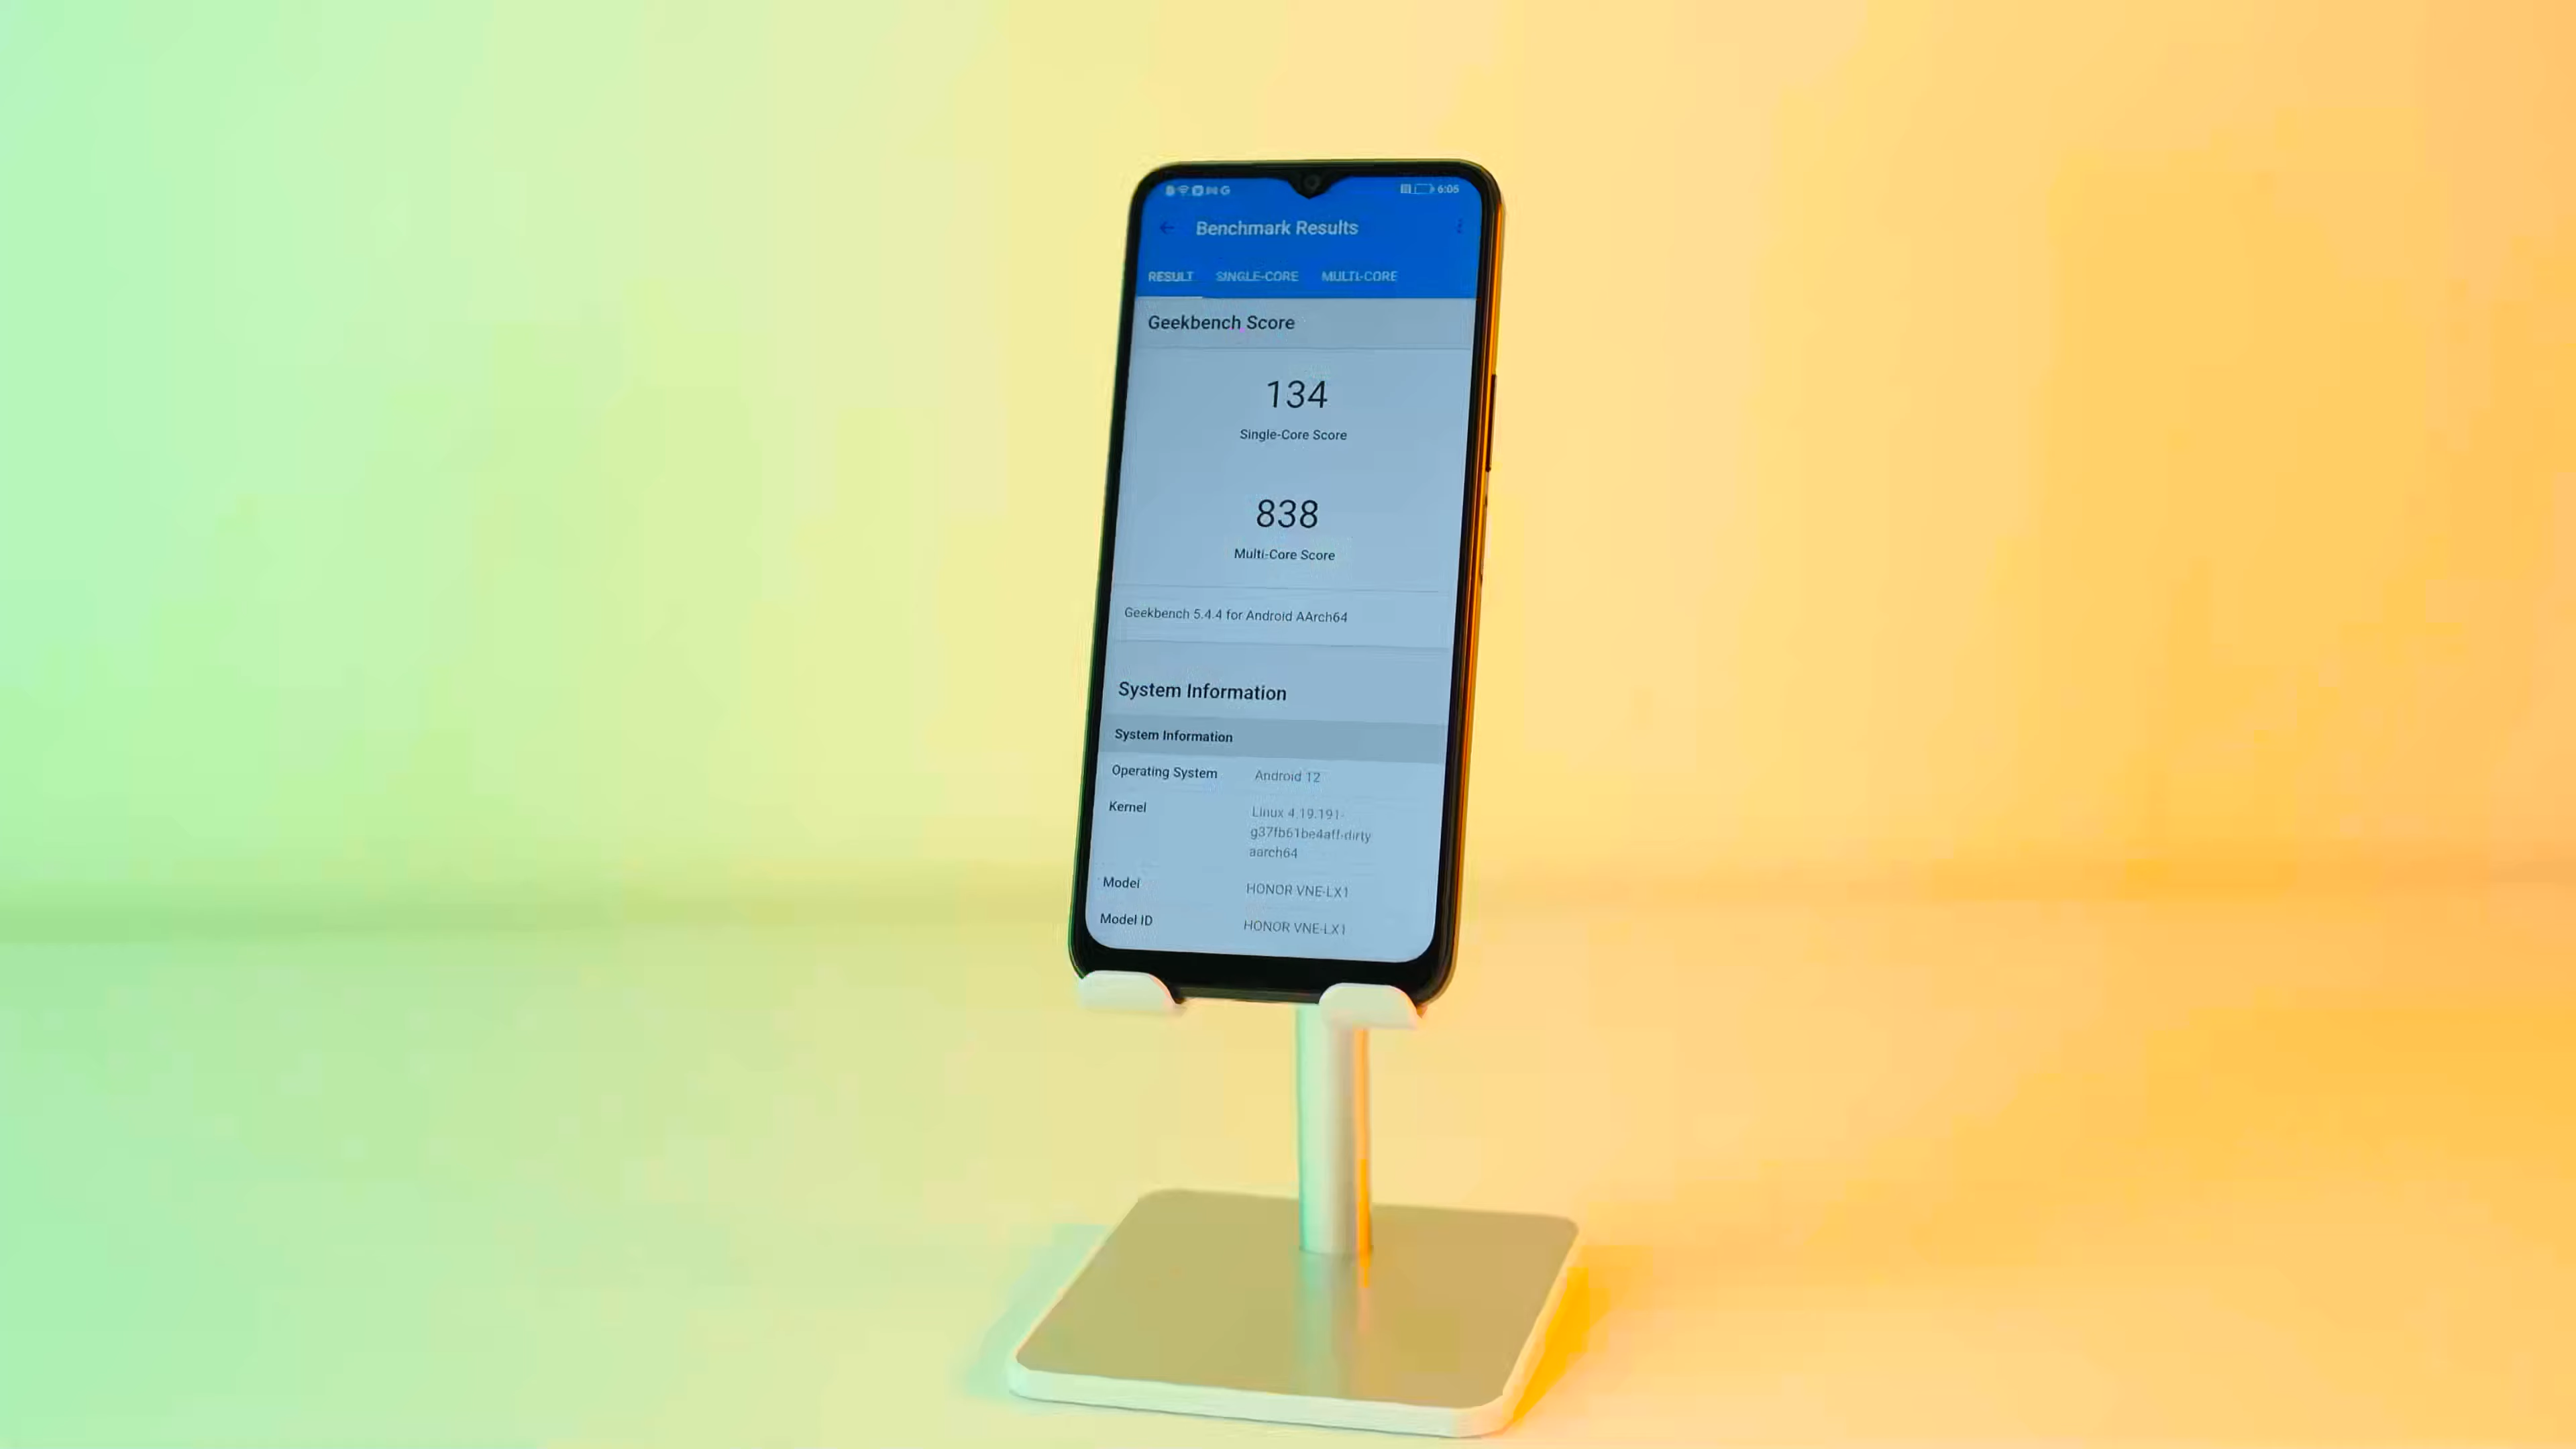 6:05
Benchmark Results
RESULT SINGLE-CORE MULTI-CORE
Geekbench Score
134
Single-Core Score
838
Multi-Core Score
Geekbench 5.4.4 for Android AArch64
System Information
System Information
Operating System Android 12
Kernel Linux 4.19.191-
g37fb61be4aff-dirty
aarch64
Model HONOR VNE-LX1
Model ID HONOR VNE-LX1